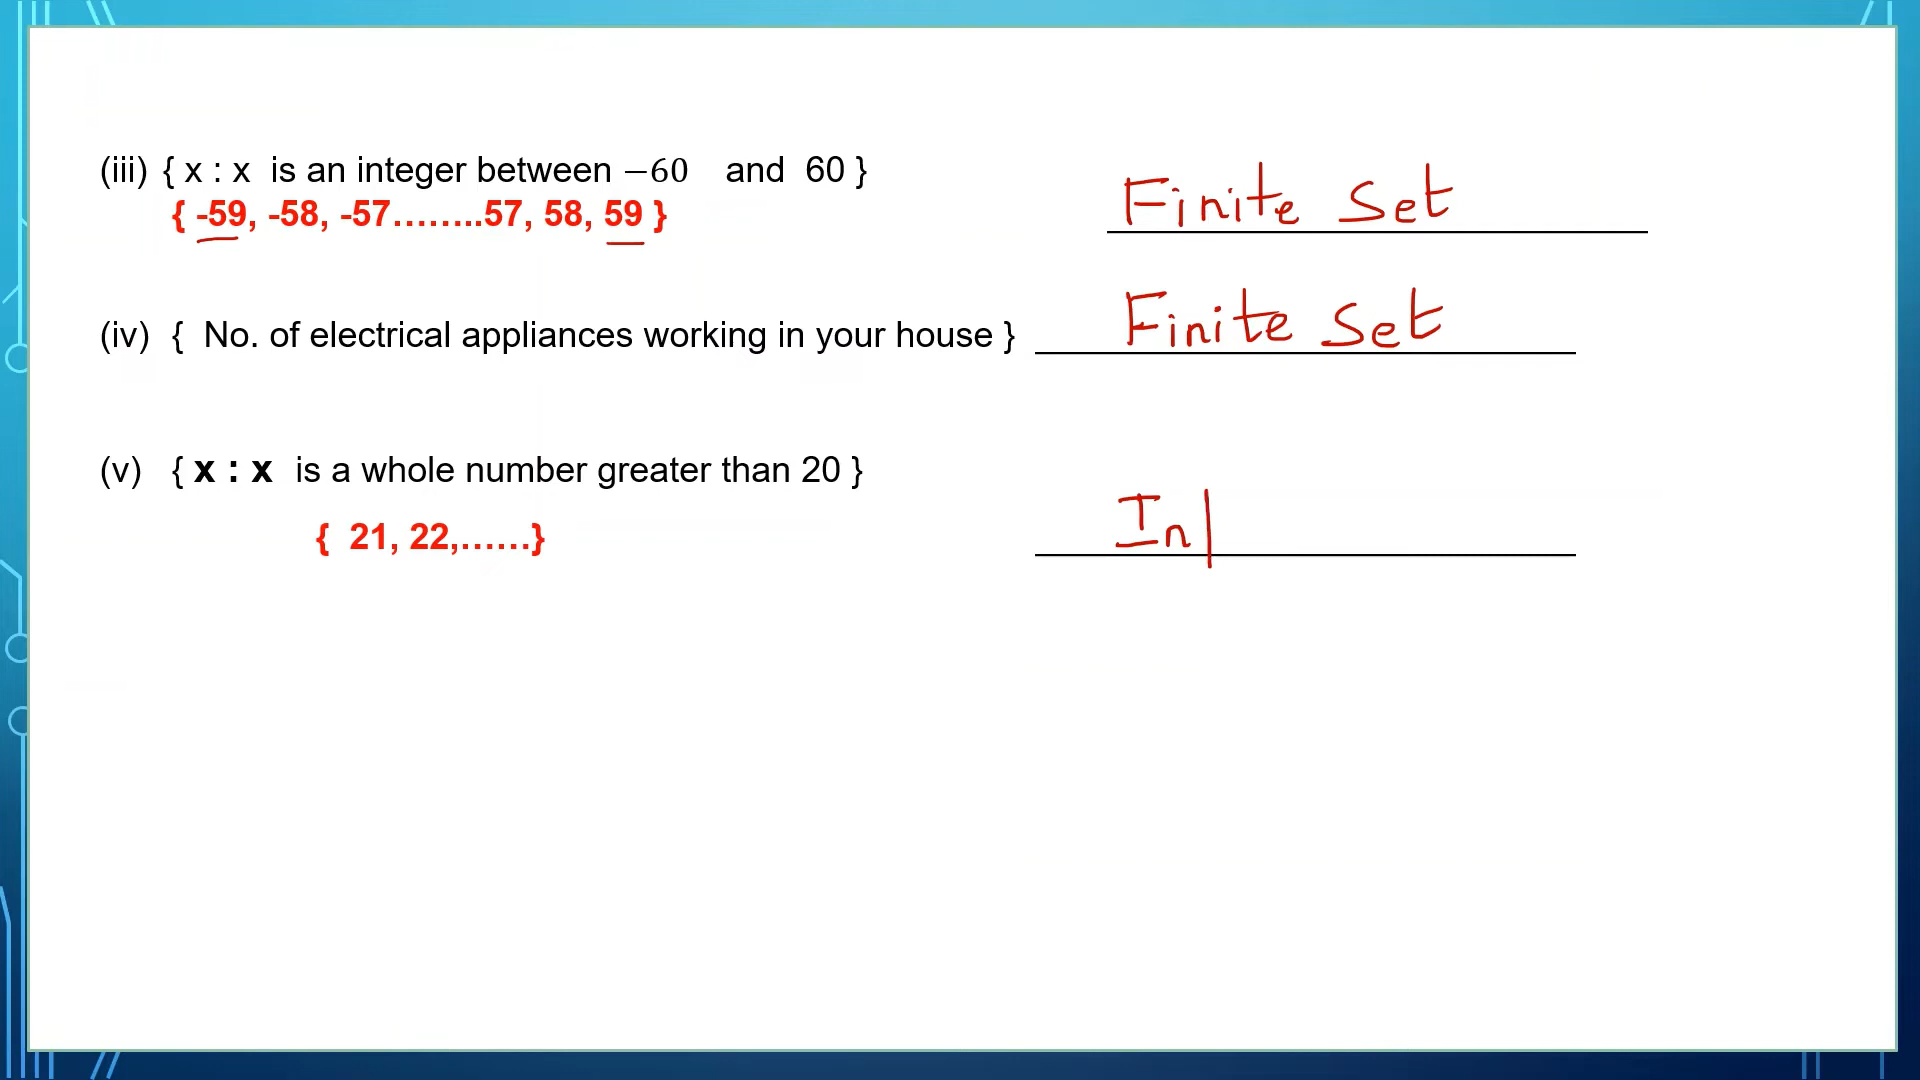 (iii) { x : x is an integer between −60 and 60 }
{ -59, -58, -57……..57, 58, 59 }
Finite Set
(iv) { No. of electrical appliances working in your house }
Finite Set
(v) { x : x is a whole number greater than 20 }
{ 21, 22,……}
In